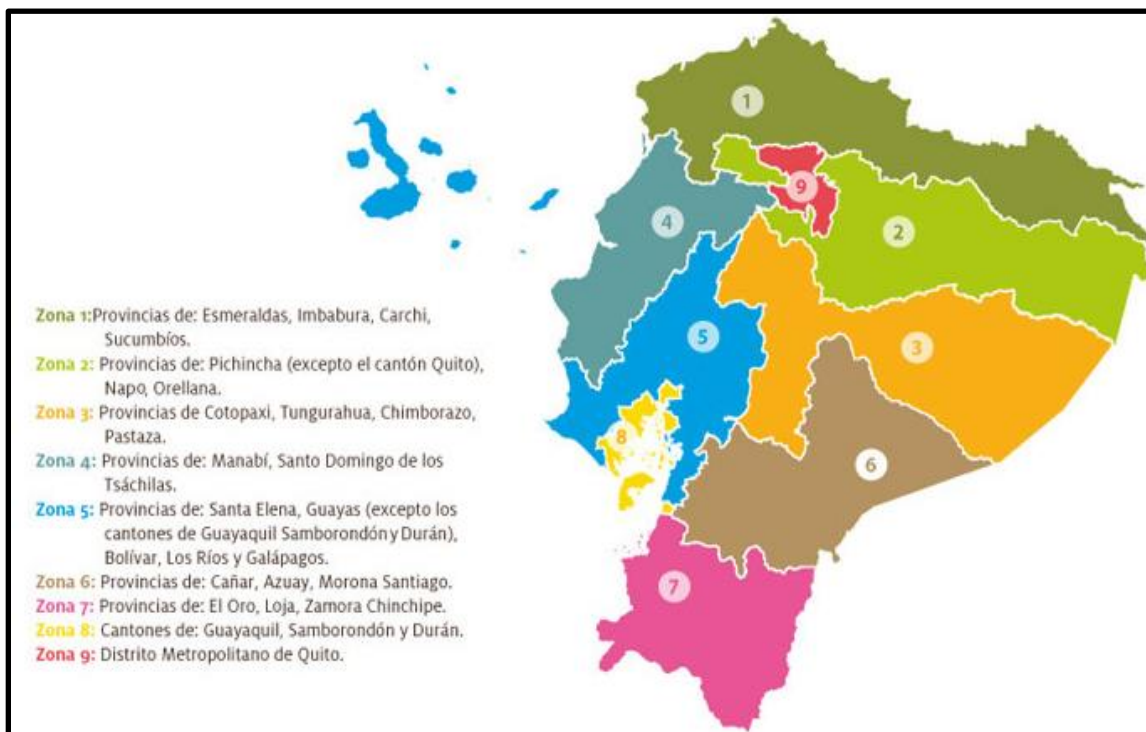 1
9
2
4
5
3
8
6
7
Zona 1:Provincias de: Esmeraldas, Imbabura, Carchi,
Sucumbíos.
Zona 2: Provincias de: Pichincha (excepto el cantón Quito),
Napo, Orellana.
Zona 3: Provincias de Cotopaxi, Tungurahua, Chimborazo,
Pastaza.
Zona 4: Provincias de: Manabí, Santo Domingo de los
Tsáchilas.
Zona 5: Provincias de: Santa Elena, Guayas (excepto los
cantones de Guayaquil Samborondón y Durán),
Bolívar, Los Ríos y Galápagos.
Zona 6: Provincias de: Cañar, Azuay, Morona Santiago.
Zona 7: Provincias de: El Oro, Loja, Zamora Chinchipe.
Zona 8: Cantones de: Guayaquil, Samborondón y Durán.
Zona 9: Distrito Metropolitano de Quito.